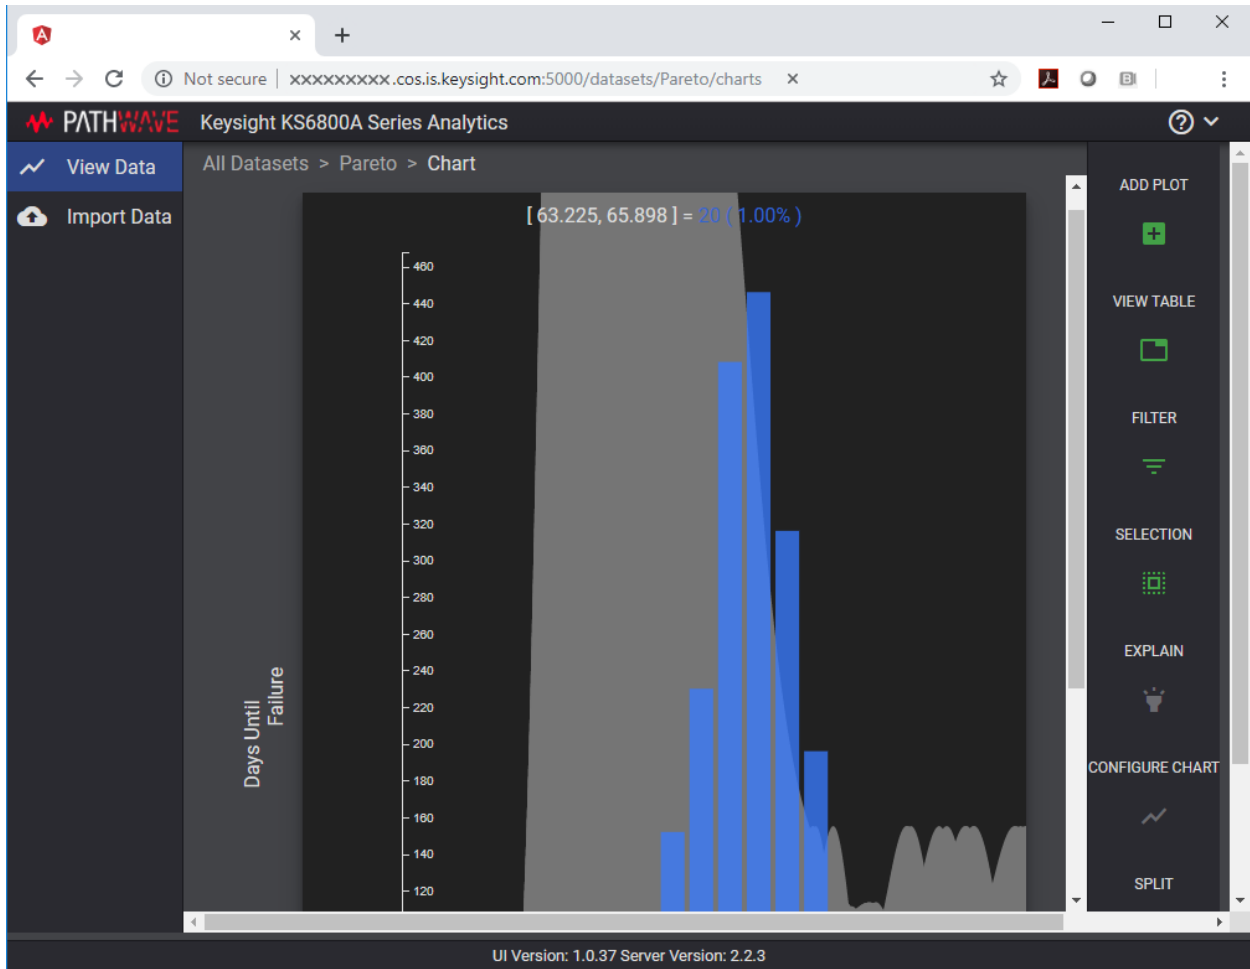 Not secure | xxxxxxxxx.cos.is.keysight.com:5000/datasets/Pareto/charts
PATHWAVE Keysight KS6800A Series Analytics
View Data
Import Data
All Datasets > Pareto > Chart
[ 63.225, 65.898 ] = 20 ( 1.00% )
460
440
420
400
380
360
340
320
300
280
260
240
220
200
180
160
140
120
Days Until
Failure
ADD PLOT
VIEW TABLE
FILTER
SELECTION
EXPLAIN
CONFIGURE CHART
SPLIT
UI Version: 1.0.37 Server Version: 2.2.3